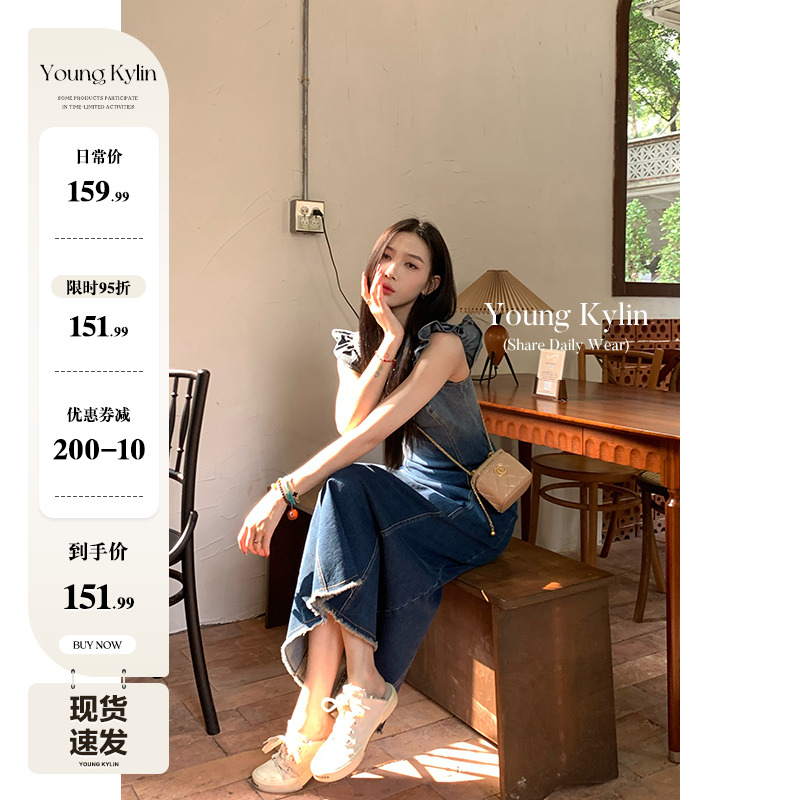 Young Kylin
SOME PRODUCTS PARTICIPATE
IN TIME-LIMITED ACTIVITIES
日常价
159.99
限时95折
151.99
优惠券减
200-10
到手价
151.99
BUY NOW
现货
速发
YOUNG KYLIN
Young Kylin
(Share Daily Wear)